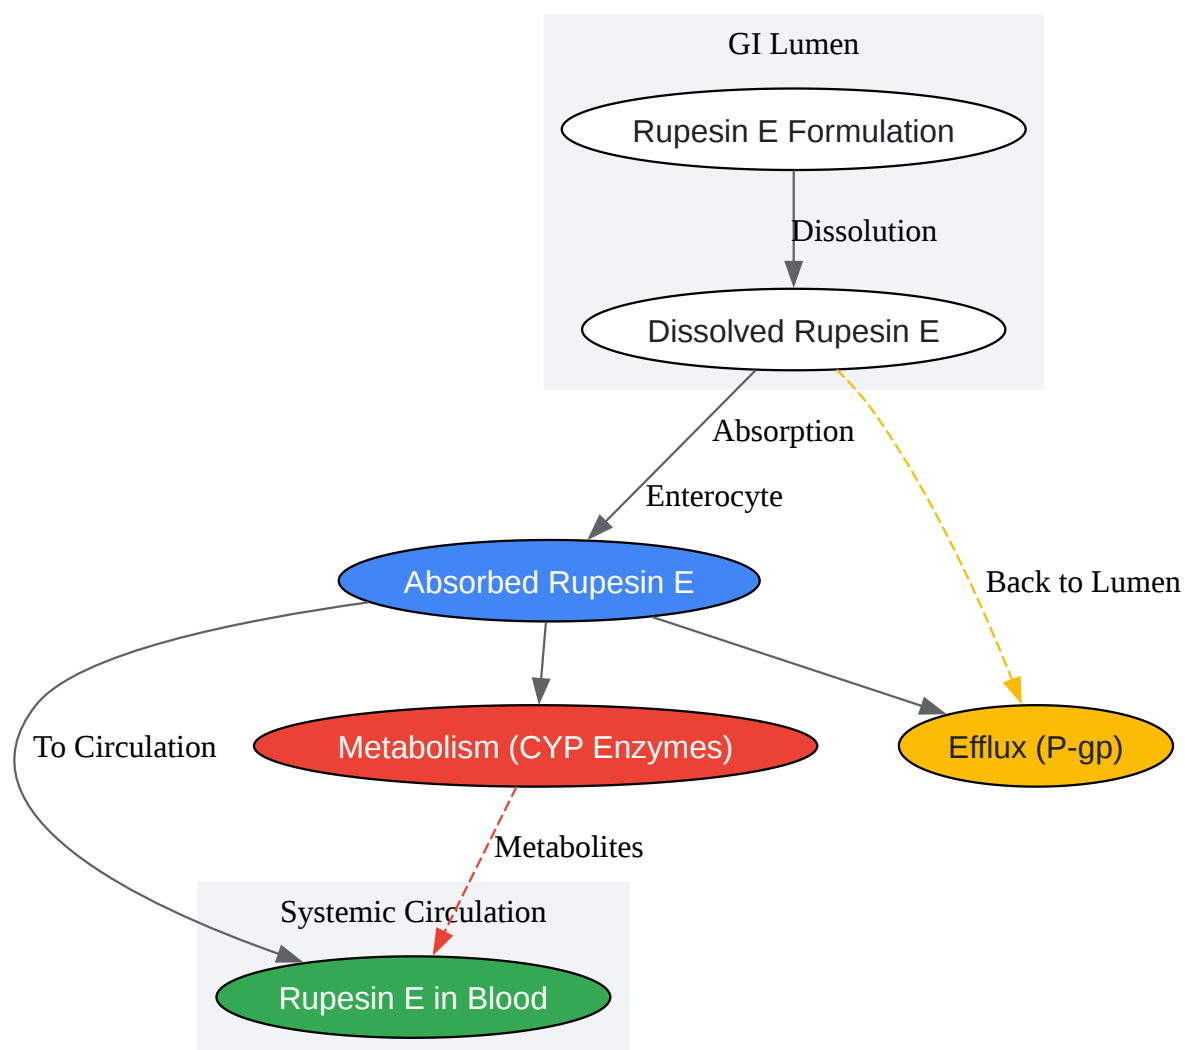 GI Lumen
Rupesin E Formulation
Dissolution
Dissolved Rupesin E
Absorption
Enterocyte
Absorbed Rupesin E
Back to Lumen
To Circulation
Metabolism (CYP Enzymes)
Efflux (P-gp)
Metabolites
Systemic Circulation
Rupesin E in Blood